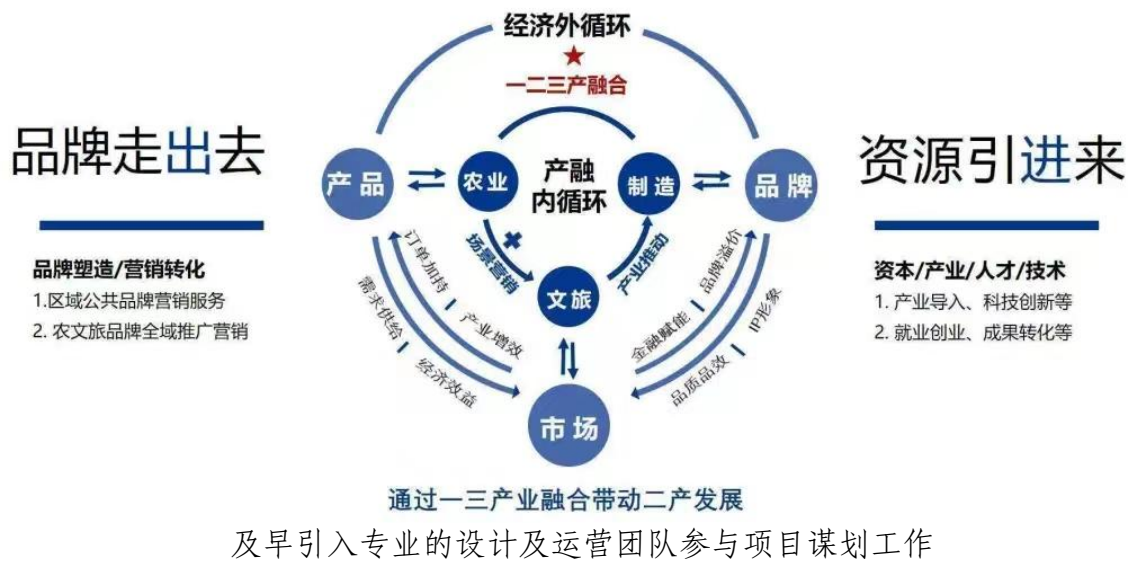 经济外循环
一二三产融合
品牌走出去
品牌塑造/营销转化
1.区域公共品牌营销服务
2. 农文旅品牌全域推广营销
产品
农业
产融
内循环
制造
品牌
场景营销
产业推动
文旅
订单加持
产业增效
需求供给
经济效益
金融赋能
品牌溢价
品质品效
IP形象
市场
资源引进来
资本/产业/人才/技术
1. 产业导入、科技创新等
2. 就业创业、成果转化等
通过一三产业融合带动二产发展
及早引入专业的设计及运营团队参与项目谋划工作